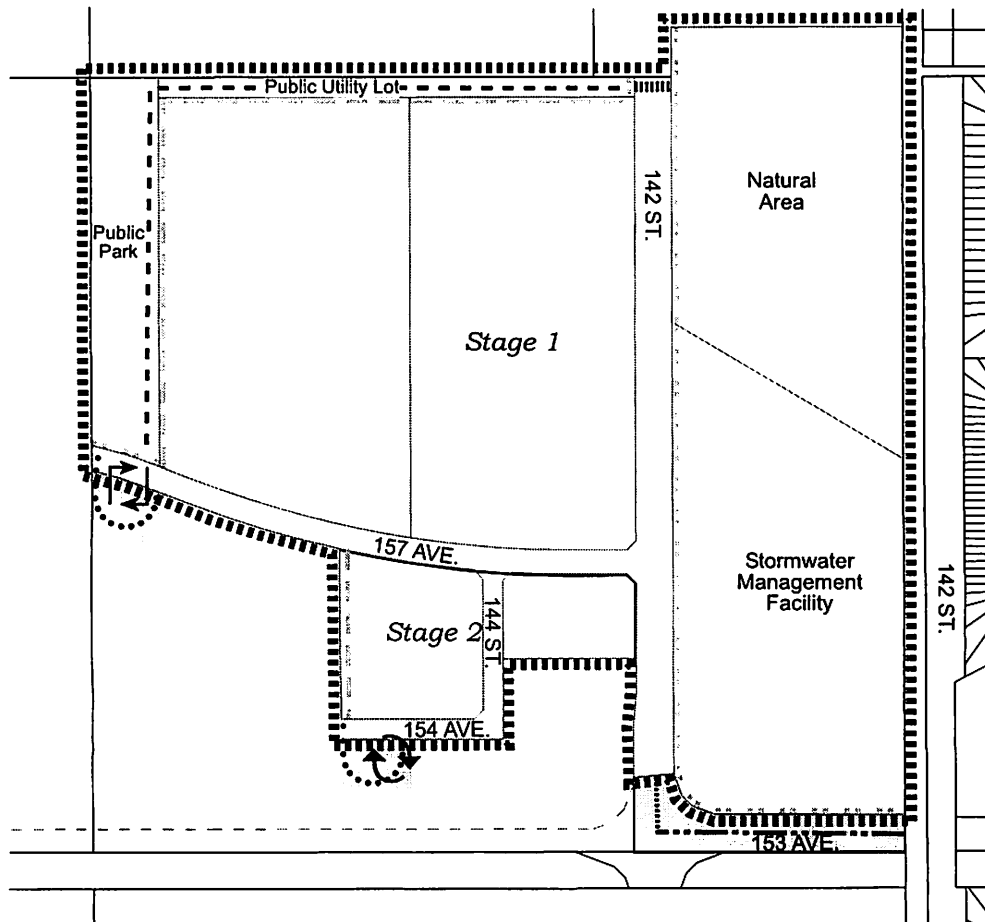 Public Utility Lot
142 ST.
Natural
Area
Public
Park
Stage 1
157 AVE.
Stormwater
Management
Facility
142 ST.
Stage 2
144 ST.
154 AVE.
153 AVE.